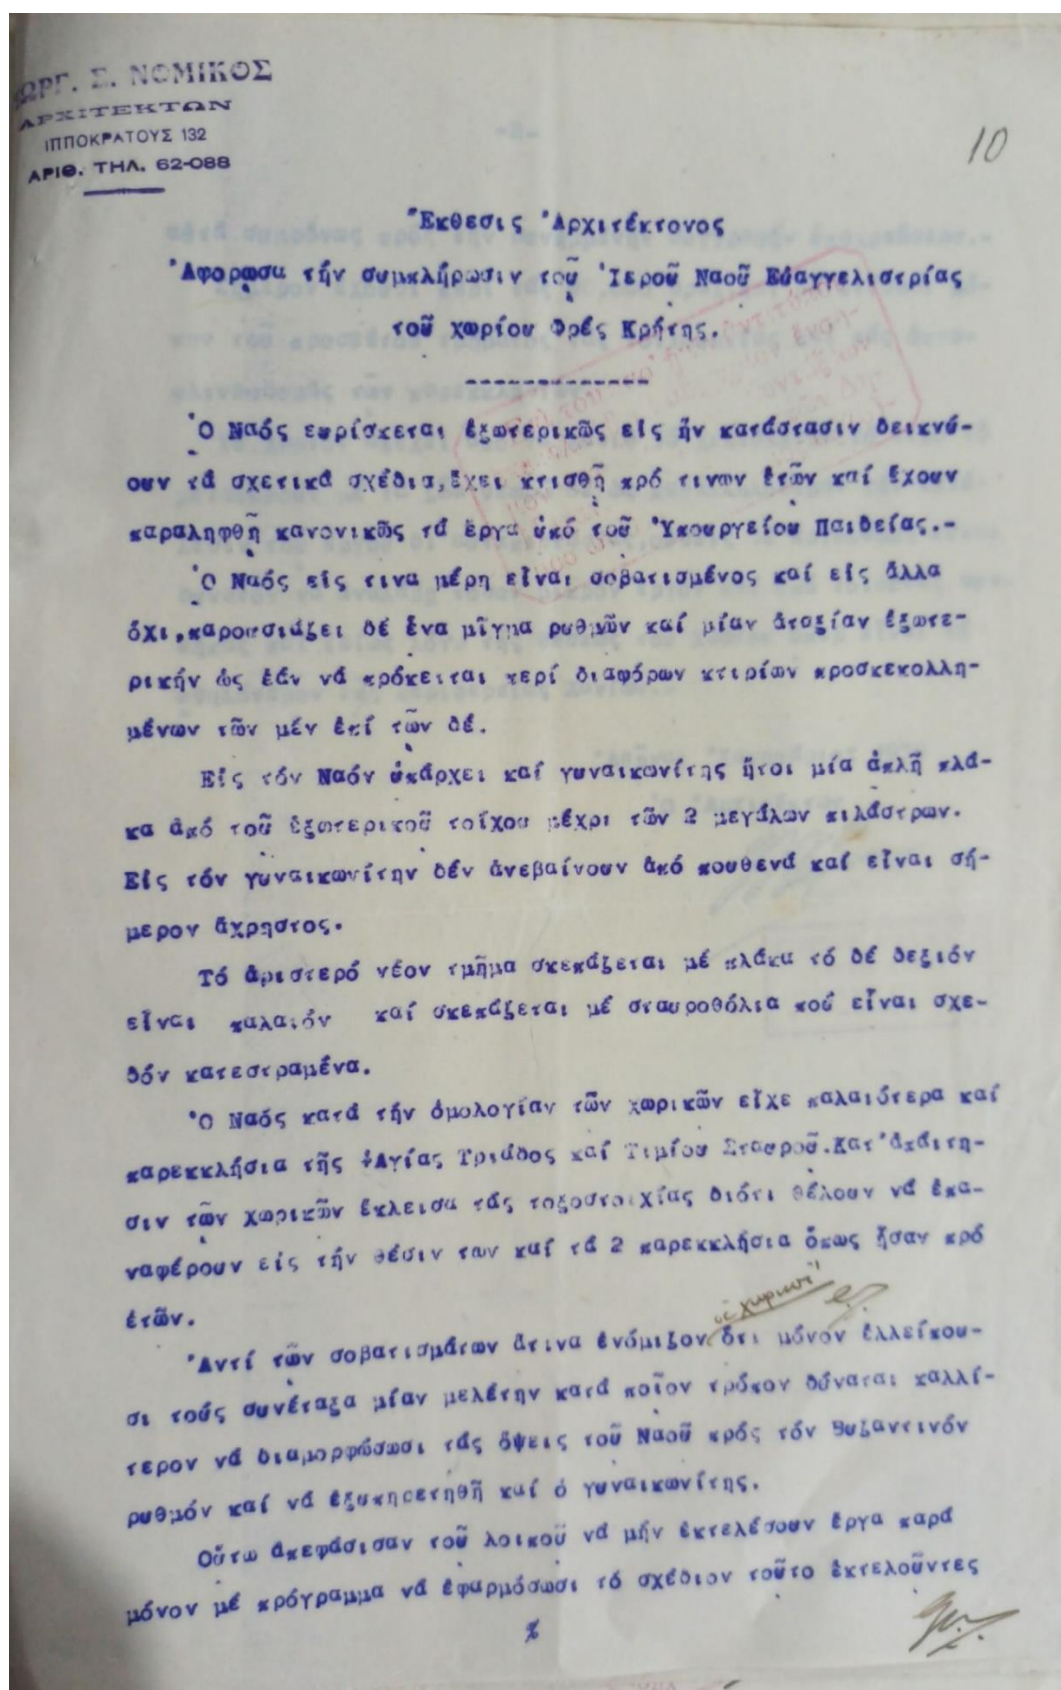 ΓΕΩΡΓ. Σ. ΝΟΜΙΚΟΣ
ΑΡΧΙΤΕΚΤΩΝ
ΙΠΠΟΚΡΑΤΟΥΣ 132
ΑΡΙΘ. ΤΗΛ. 62-088
10
Ἔκθεσις Ἀρχιτέκτονος
Ἀφορῶσα τήν συμπλήρωσιν τοῦ Ἱεροῦ Ναοῦ Εὐαγγελιστρίας
τοῦ χωρίου Φρές Κρήτης.
--------------
Ὁ Ναός εὑρίσκεται ἐξωτερικῶς εἰς ἥν κατάστασιν δεικνύ-
ουν τά σχετικά σχέδια,ἔχει κτισθῆ πρό τινων ἐτῶν καί ἔχουν
παραληφθῆ κανονικῶς τά ἔργα ὑπό τοῦ Ὑπουργείου Παιδείας.-
Ὁ Ναός εἰς τινα μέρη εἶναι σοβατισμένος καί εἰς ἄλλα
ὄχι,παρουσιάζει δέ ἕνα μῖγμα ρυθμῶν καί μίαν ἀταξίαν ἐξωτε-
ρικήν ὡς ἐάν νά πρόκειται περί διαφόρων κτιρίων προσκεκολλη-
μένων τῶν μέν ἐπί τῶν δέ.
Εἰς τόν Ναόν ὑπάρχει καί γυναικωνίτης ἤτοι μία ἁπλῆ πλά-
κα ἀπό τοῦ ἐξωτερικοῦ τοίχου μέχρι τῶν 2 μεγάλων πιλάστρων.
Εἰς τόν γυναικωνίτην δέν ἀνεβαίνουν ἀπό πουθενά καί εἶναι σή-
μερον ἄχρηστος.
Τό ἀριστερό νέον τμῆμα σκεπάζεται μέ πλάκα τό δέ δεξιόν
εἶναι παλαιόν καί σκεπάζεται μέ σταυροθόλια πού εἶναι σχε-
δόν κατεστραμένα.
Ὁ Ναός κατά τήν ὁμολογίαν τῶν χωρικῶν εἶχε παλαιότερα καί
παρεκκλήσια τῆς Ἁγίας Τριάδος καί Τιμίου Σταυροῦ.Κατ'ἀπαίτη-
σιν τῶν χωρικῶν ἔκλεισα τάς τοξοστοιχίας διότι θέλουν νά ἐπα-
ναφέρουν εἰς τήν θέσιν των καί τά 2 παρεκκλήσια ὅπως ἦσαν πρό
ἐτῶν.
οἱ χωρικοί
Ἀντί τῶν σοβατισμάτων ἅτινα ἐνόμιζον ὅτι μόνον ἐλλείπου-
σι τούς συνέταξα μίαν μελέτην κατά ποῖον τρόπον δύναται καλλί-
τερον νά διαμορφώσωσι τάς ὄψεις τοῦ Ναοῦ πρός τόν Βυζαντινόν
ρυθμόν καί νά ἐξυπηρετηθῆ καί ὁ γυναικωνίτης.
Οὕτω ἀπεφάσισαν τοῦ λοιποῦ νά μήν ἐκτελέσουν ἔργα παρά
μόνον μέ πρόγραμμα νά ἐφαρμόσωσι τό σχέδιον τοῦτο ἐκτελοῦντες
%